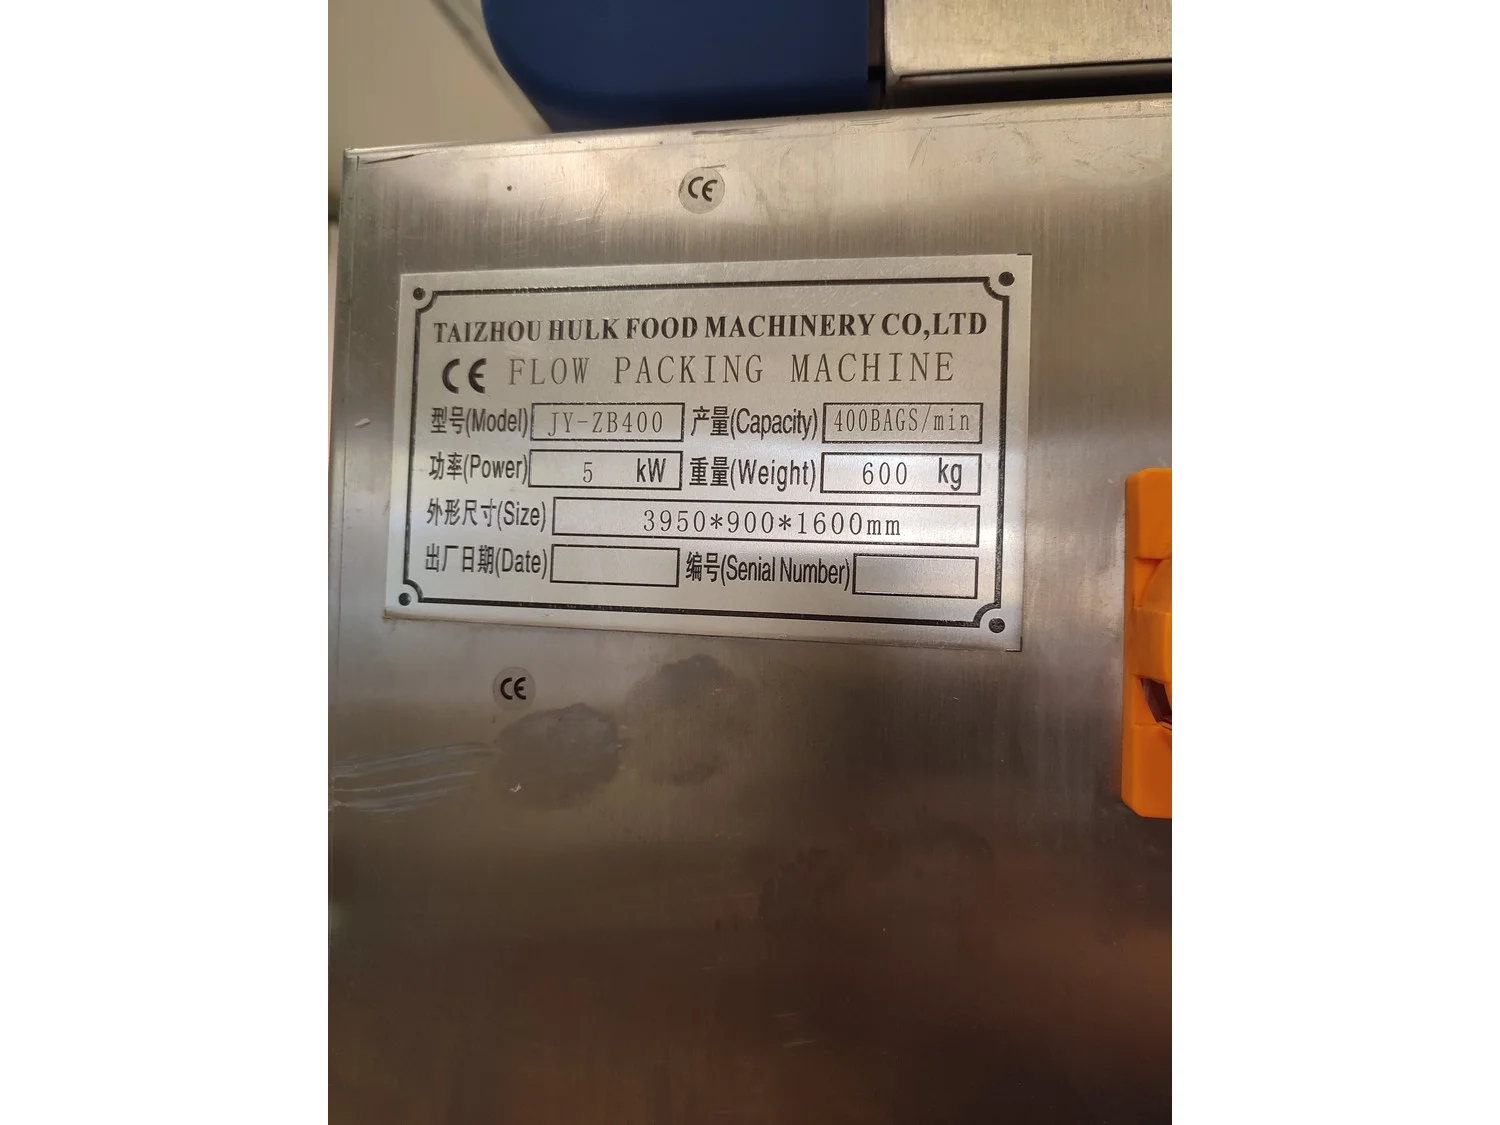 CE
TAIZHOU HULK FOOD MACHINERY CO,LTD
CE FLOW PACKING MACHINE
型号(Model) JY-ZB400 产量(Capacity) 400BAGS/min
功率(Power) 5 kW 重量(Weight) 600 kg
外形尺寸(Size) 3950*900*1600mm
出厂日期(Date) 编号(Senial Number)
CE